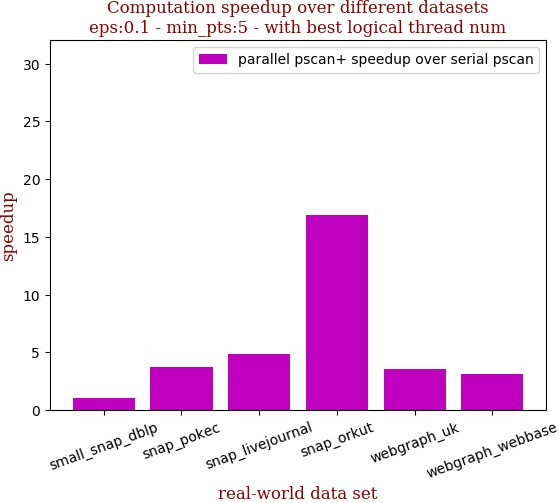 Computation speedup over different datasets
eps:0.1 - min_pts:5 - with best logical thread num
parallel pscan+ speedup over serial pscan
speedup
30
25
20
15
10
5
0
small_snap_dblp
snap_pokec
snap_livejournal
snap_orkut
webgraph_uk
webgraph_webbase
real-world data set